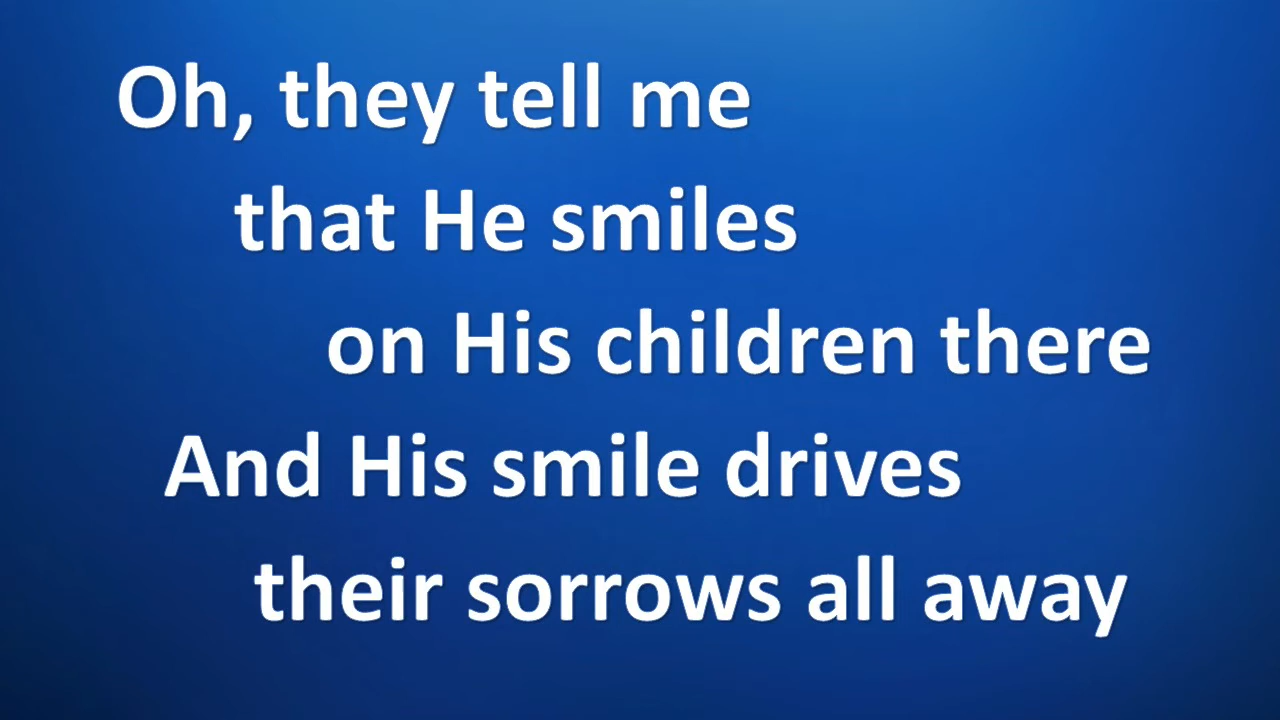 Oh, they tell me
that He smiles
on His children there
And His smile drives
their sorrows all away